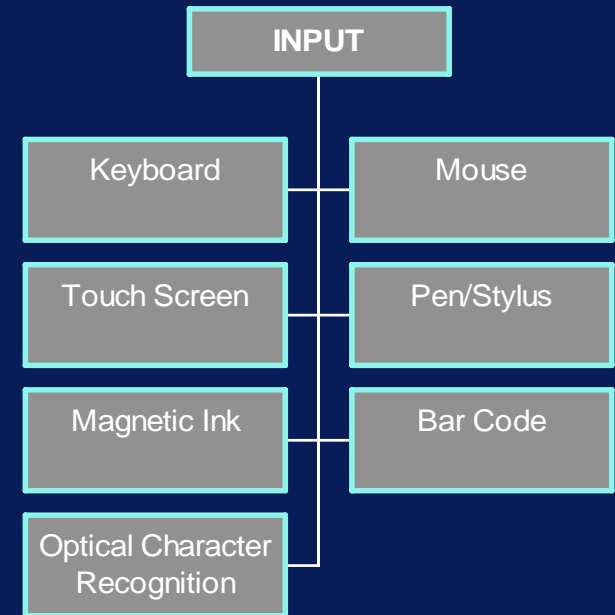 INPUT
Keyboard
Mouse
Touch Screen
Pen/Stylus
Magnetic Ink
Bar Code
Optical Character
Recognition